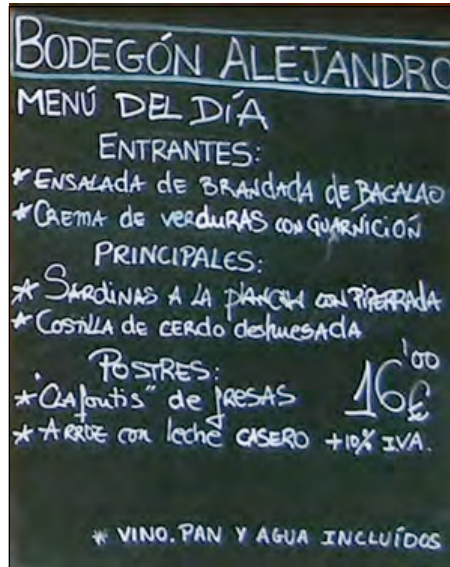 BODEGÓN ALEJANDRO
MENÚ DEL DÍA
ENTRANTES:
* ENSALADA de BRANDADA de BACALAO
* CREMA de verduras con GUARNICIÓN
PRINCIPALES:
* SARDINAS A LA PLANCHA con PIPERRADA
* COSTILLA de CERDO deshuesada
POSTRES:
* "Clafoutis" de fresas 16'00 €
* ARROZ con leche CASERO +10% IVA.
* VINO. PAN Y AGUA INCLUÍDOS